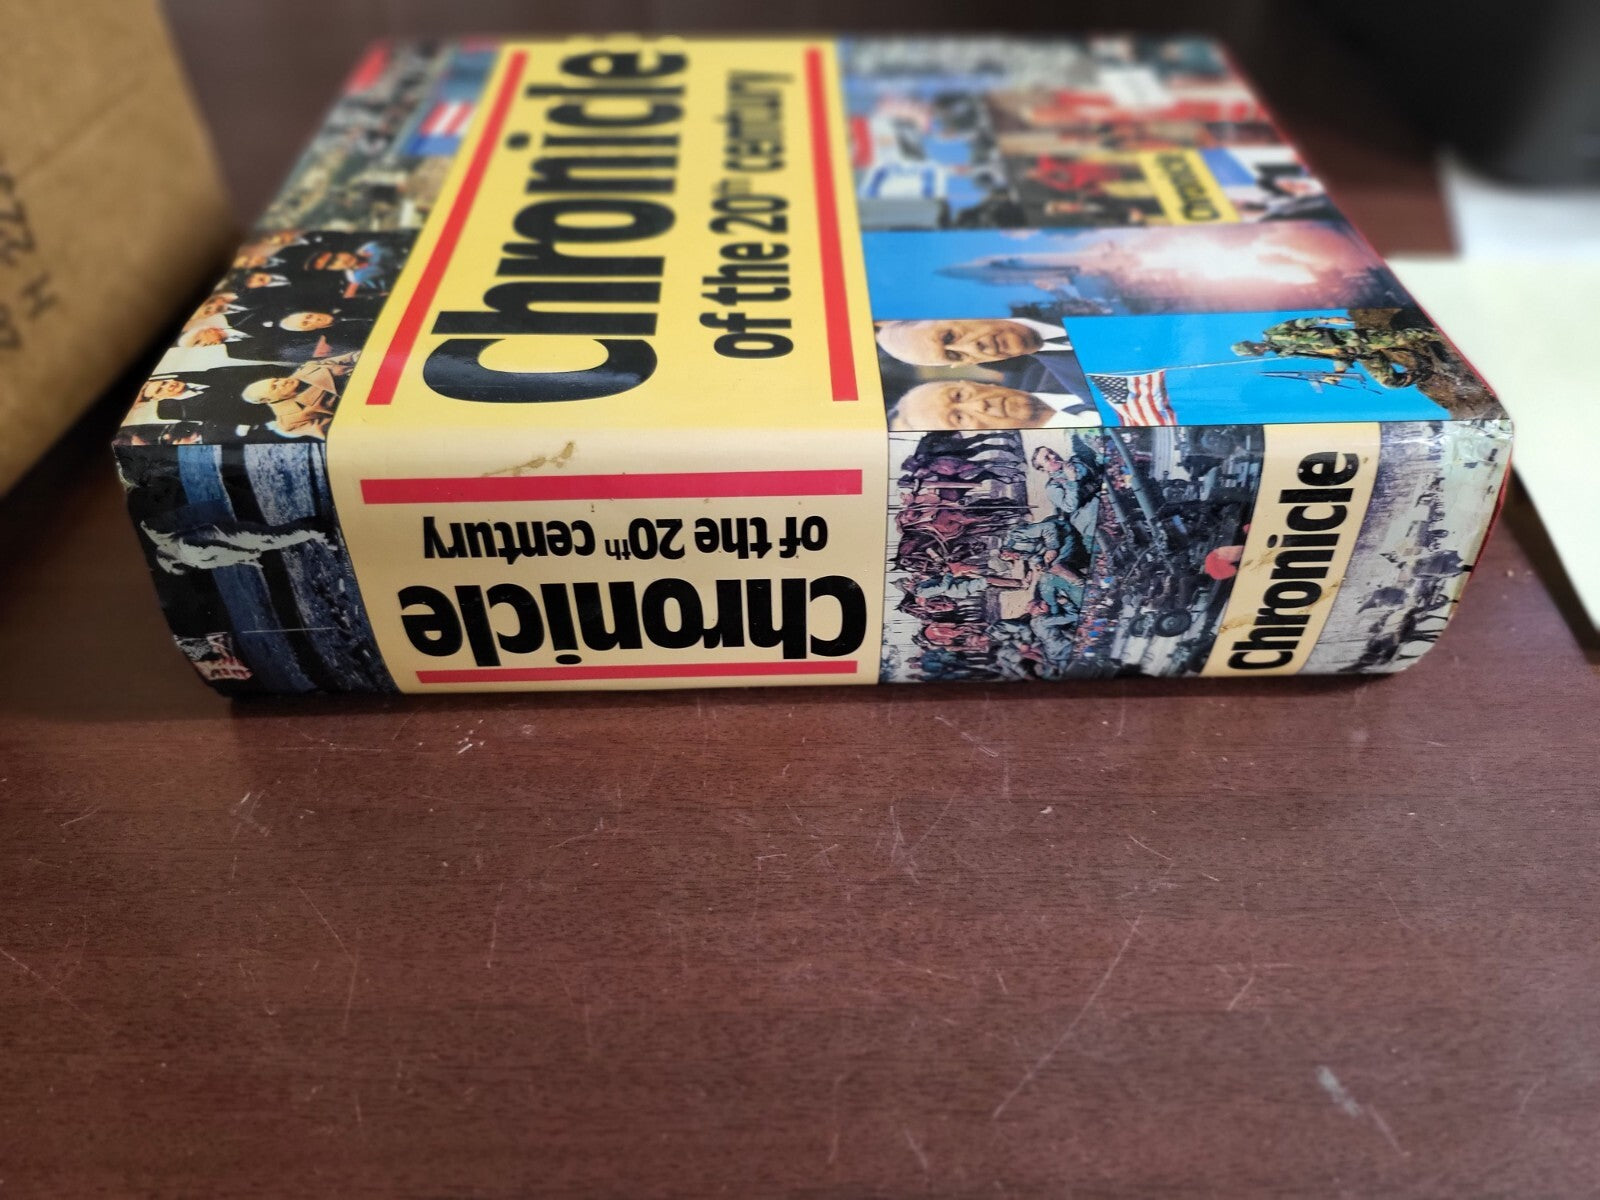 Chronicle
of the 20th century
Chronicle
Chronicle
of the 20th century
Chronicle